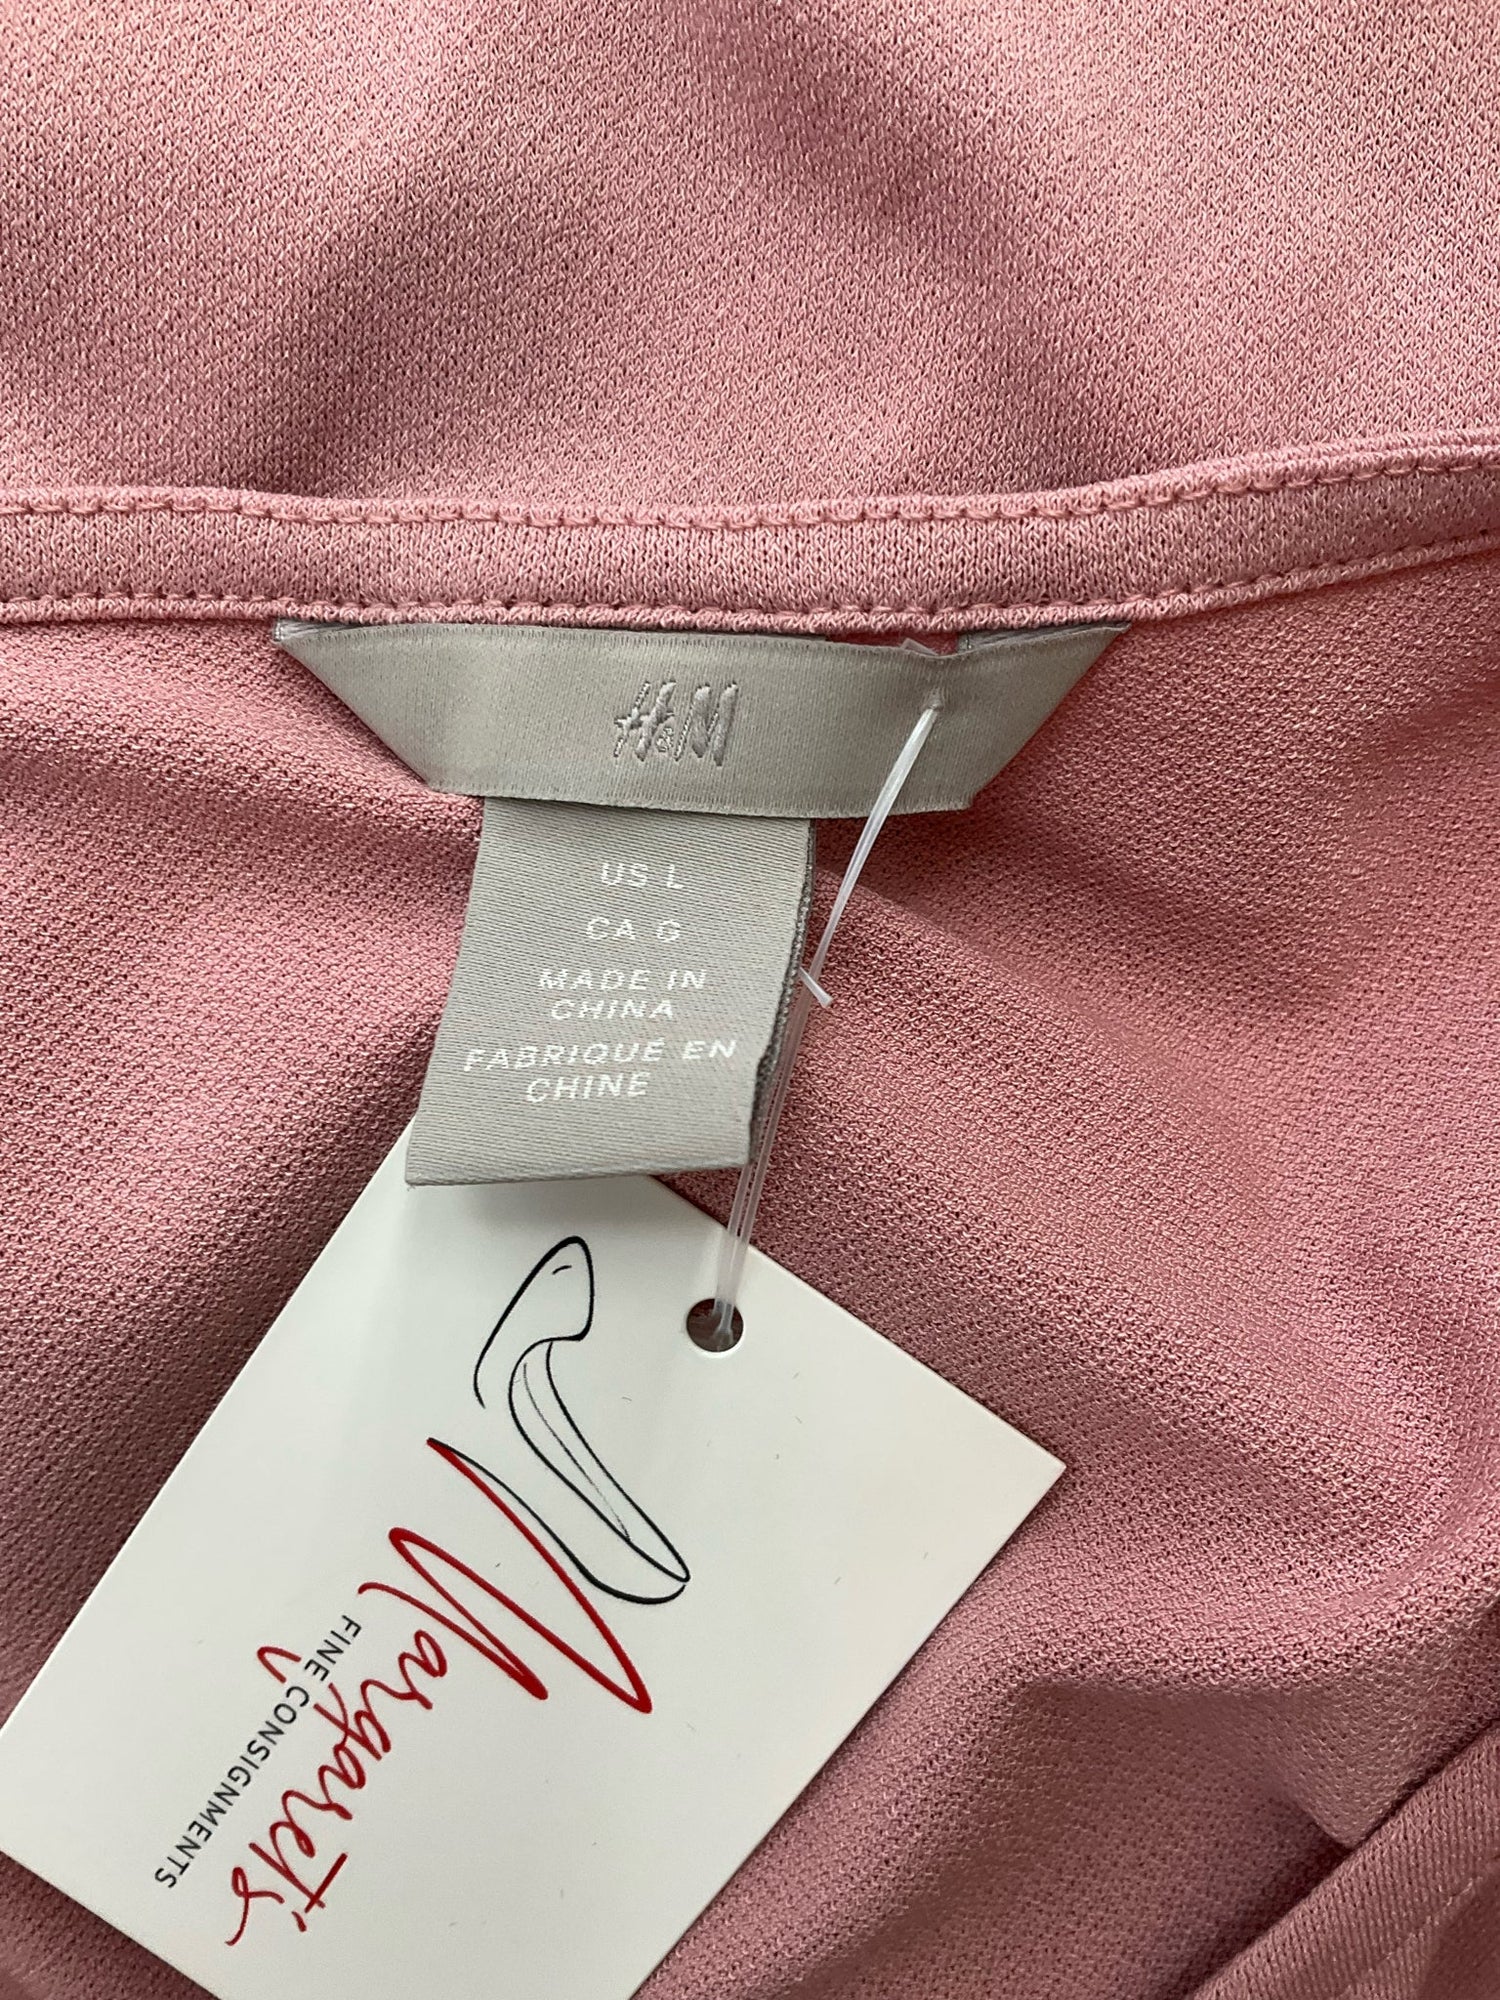 H&M
US L
CA G
MADE IN
CHINA
FABRIQUÉ EN
CHINE
Margaret's
FINE CONSIGNMENTS